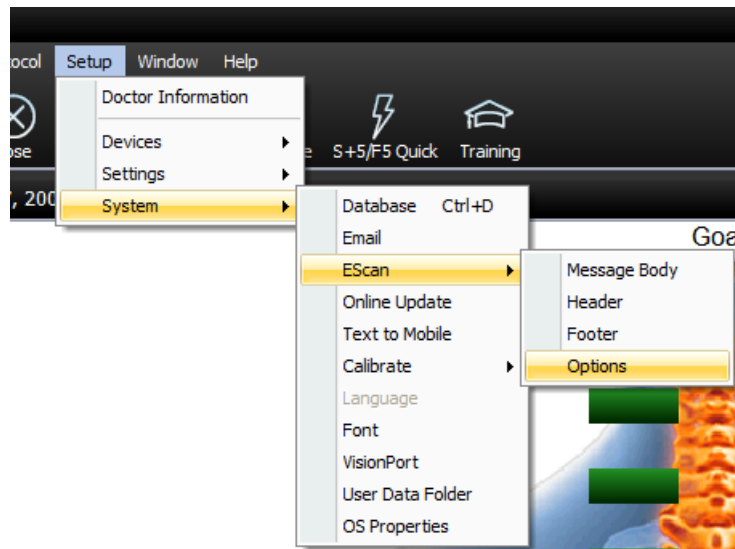 ocol Setup Window Help
Doctor Information
Devices
Settings
System
ose
e S+5/F5 Quick Training
, 200
Database Ctrl+D
Email
EScan
Online Update
Text to Mobile
Calibrate
Language
Font
VisionPort
User Data Folder
OS Properties
Goa
Message Body
Header
Footer
Options